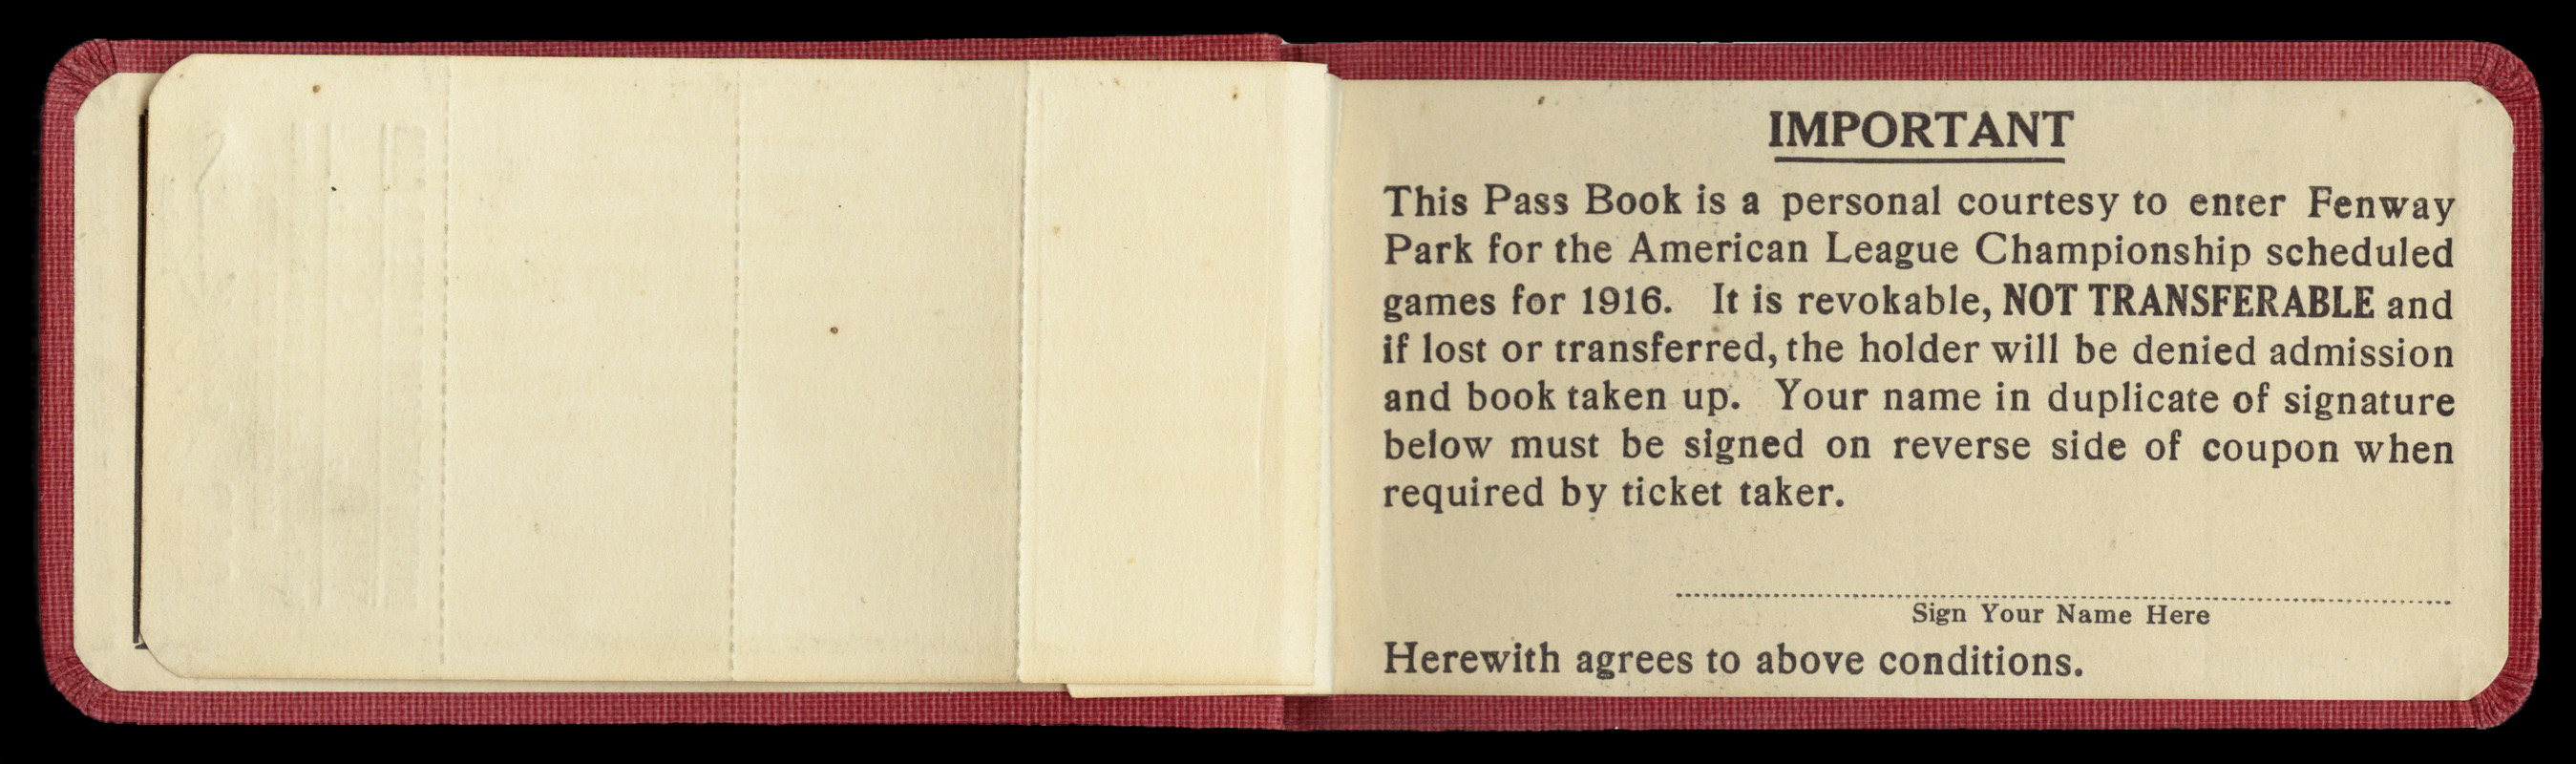 IMPORTANT
This Pass Book is a personal courtesy to enter Fenway
Park for the American League Championship scheduled
games for 1916. It is revokable, NOT TRANSFERABLE and
if lost or transferred, the holder will be denied admission
and book taken up. Your name in duplicate of signature
below must be signed on reverse side of coupon when
required by ticket taker.
Sign Your Name Here
Herewith agrees to above conditions.